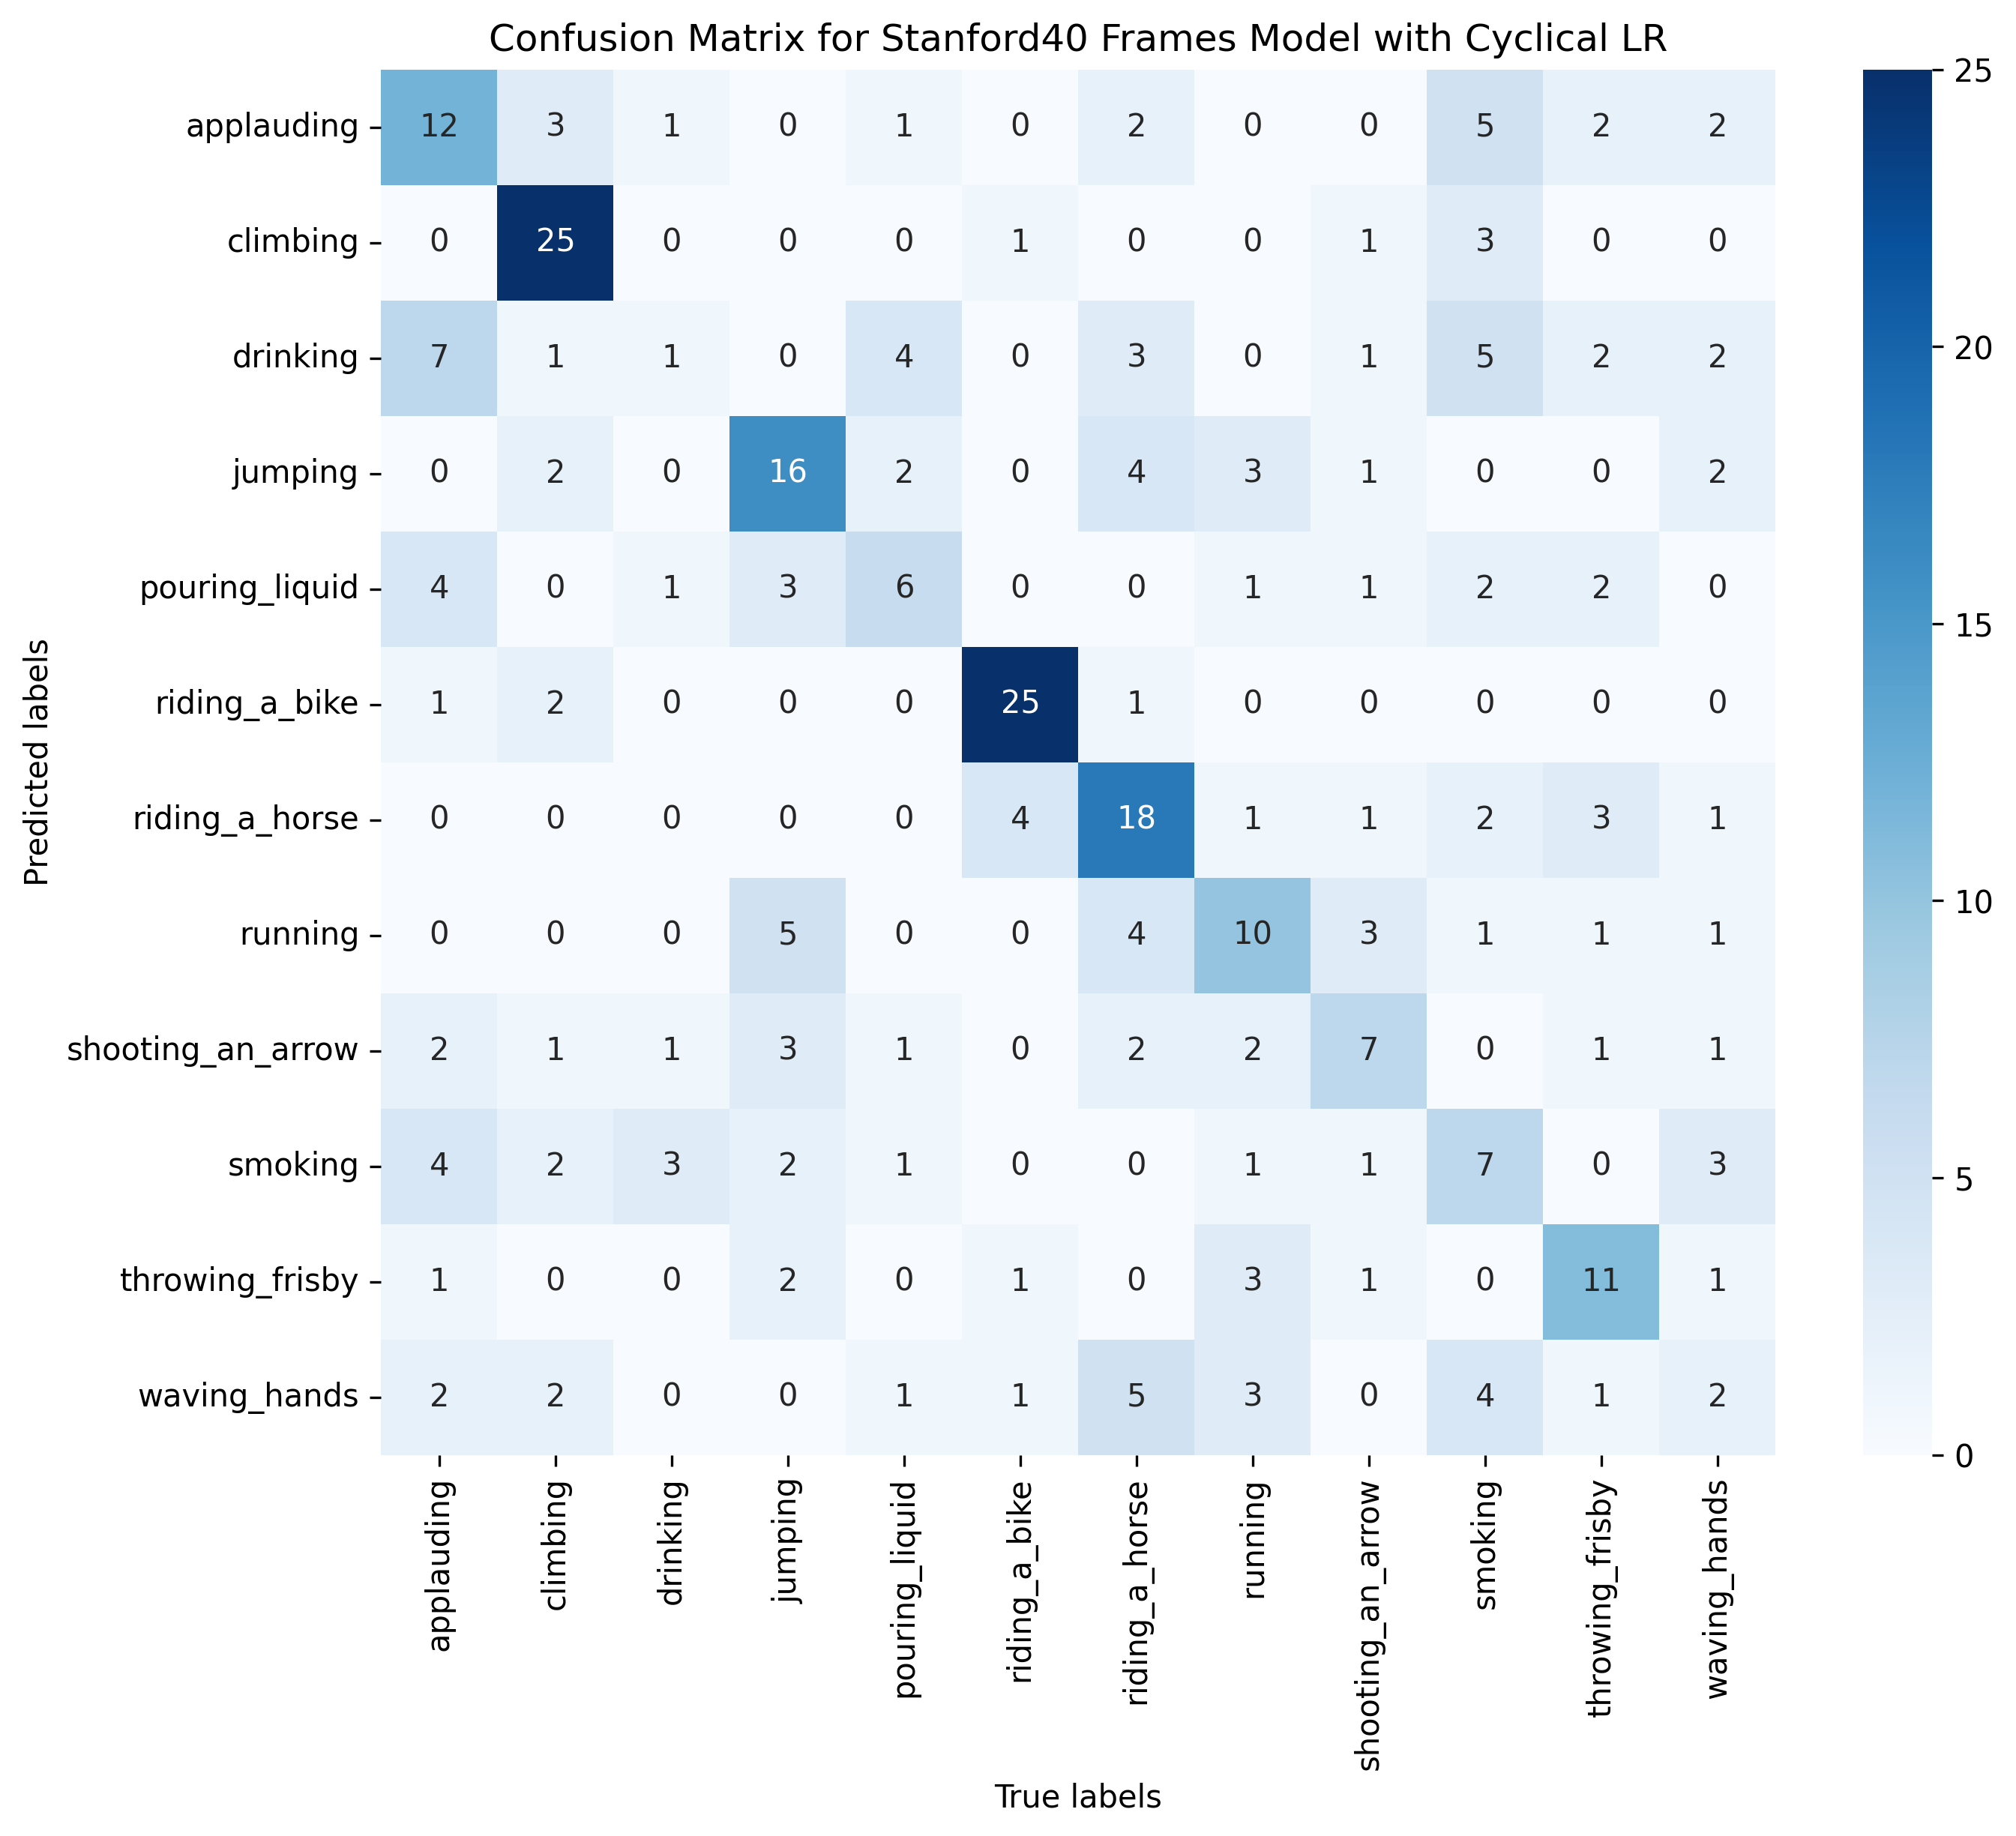 Confusion Matrix for Stanford40 Frames Model with Cyclical LR
applauding 12 3 1 0 1 0 2 0 0 5 2 2
climbing 0 25 0 0 0 1 0 0 1 3 0 0
drinking 7 1 1 0 4 0 3 0 1 5 2 2
jumping 0 2 0 16 2 0 4 3 1 0 0 2
pouring_liquid 4 0 1 3 6 0 0 1 1 2 2 0
riding_a_bike 1 2 0 0 0 25 1 0 0 0 0 0
riding_a_horse 0 0 0 0 0 4 18 1 1 2 3 1
running 0 0 0 5 0 0 4 10 3 1 1 1
shooting_an_arrow 2 1 1 3 1 0 2 2 7 0 1 1
smoking 4 2 3 2 1 0 0 1 1 7 0 3
throwing_frisby 1 0 0 2 0 1 0 3 1 0 11 1
waving_hands 2 2 0 0 1 1 5 3 0 4 1 2
applauding
climbing
drinking
jumping
pouring_liquid
riding_a_bike
riding_a_horse
running
shooting_an_arrow
smoking
throwing_frisby
waving_hands
True labels
Predicted labels
25
20
15
10
5
0